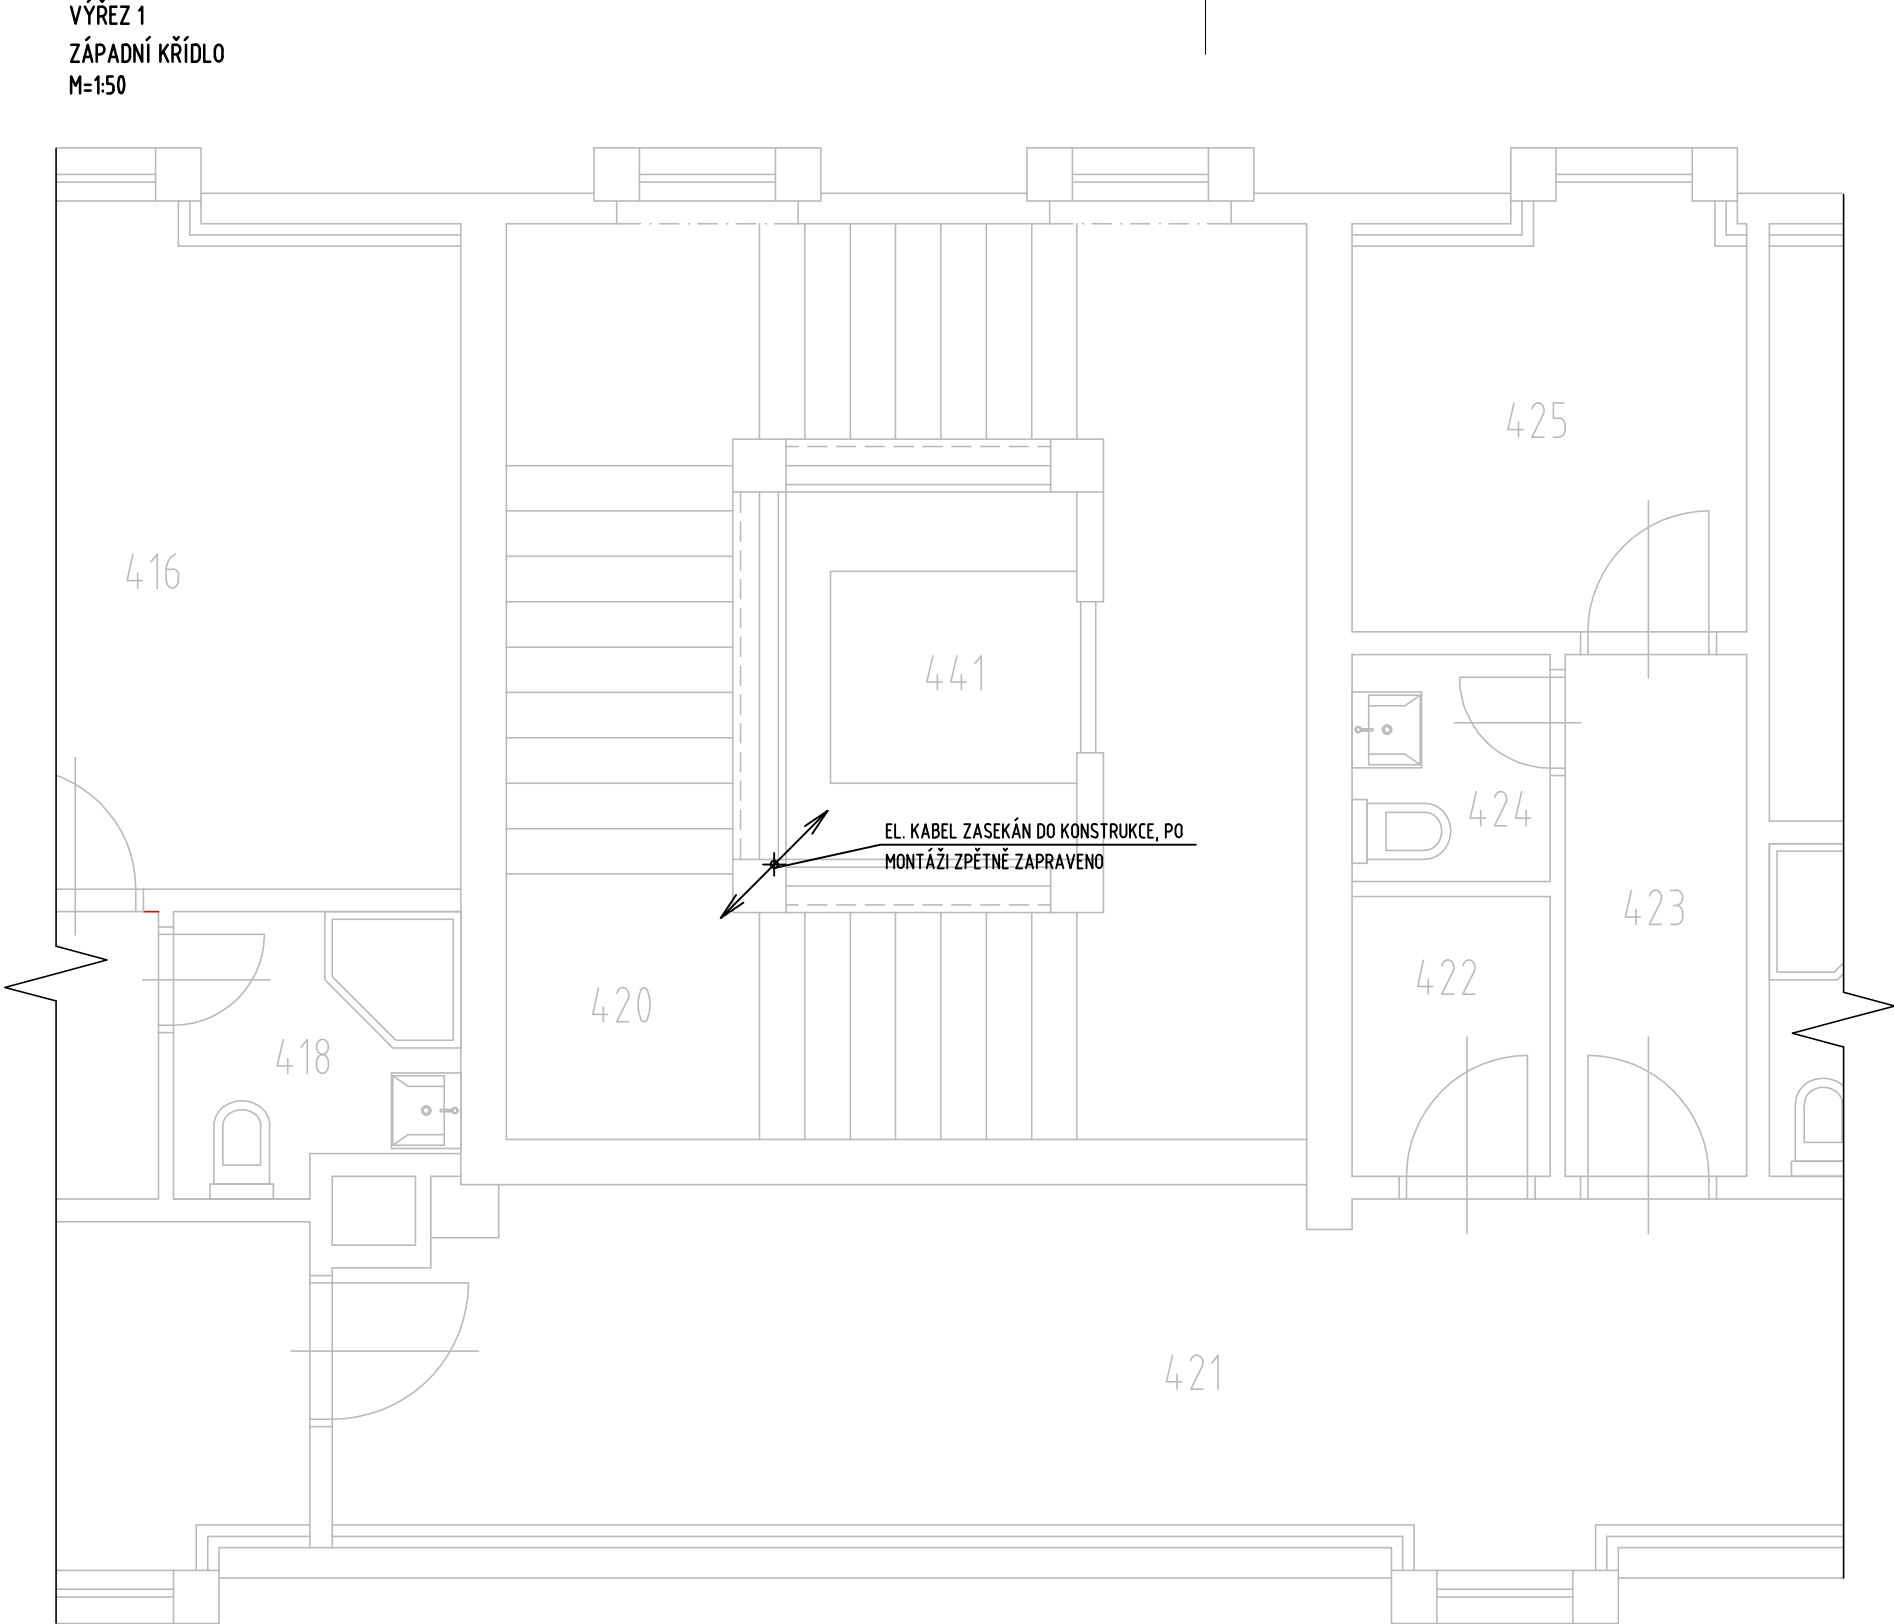 VÝŘEZ 1
ZÁPADNÍ KŘÍDLO
M=1:50
425
416
441
424
EL. KABEL ZASEKÁN DO KONSTRUKCE, PO
MONTÁŽI ZPĚTNĚ ZAPRAVENO
423
422
420
418
421